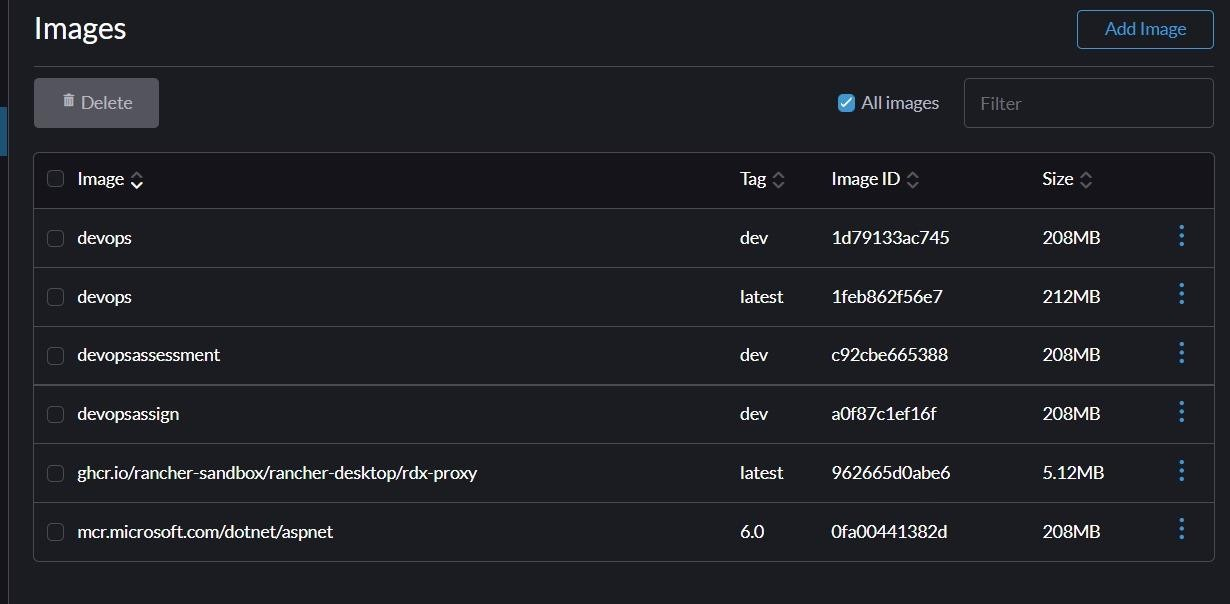 Images
Add Image
Delete
All images
Filter
Image Tag Image ID Size
devops dev 1d79133ac745 208MB
devops latest 1feb862f56e7 212MB
devopsassessment dev c92cbe665388 208MB
devopsassign dev a0f87c1ef16f 208MB
ghcr.io/rancher-sandbox/rancher-desktop/rdx-proxy latest 962665d0abe6 5.12MB
mcr.microsoft.com/dotnet/aspnet 6.0 0fa00441382d 208MB